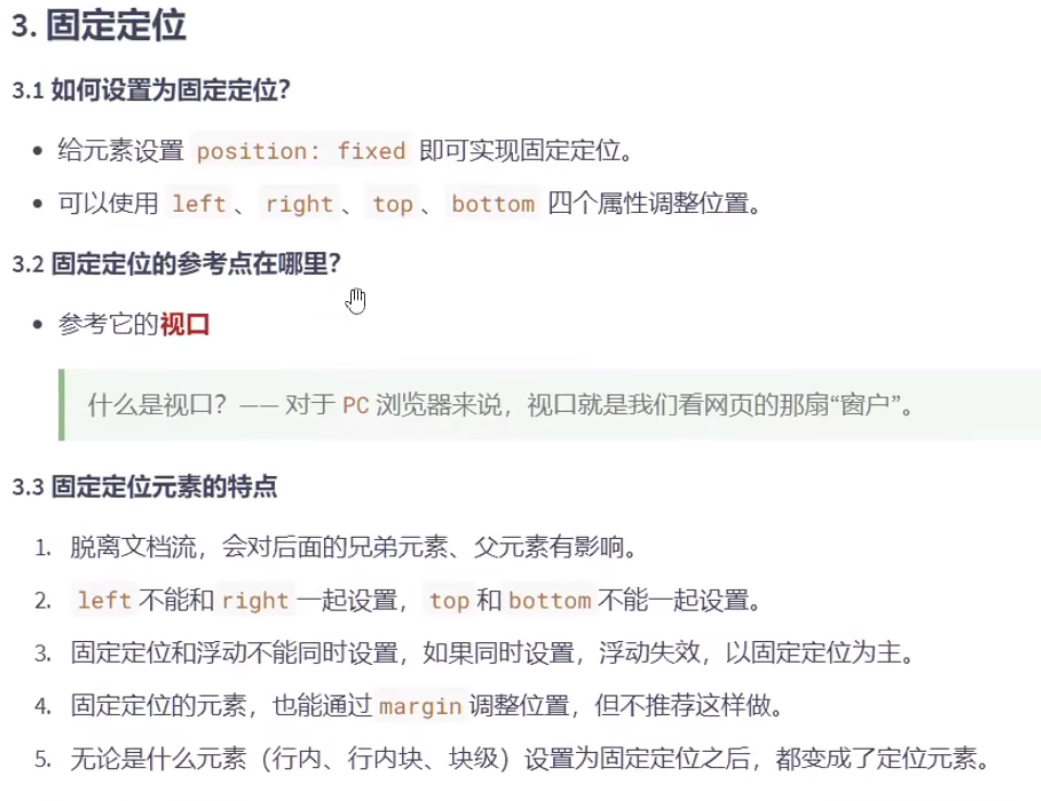 3. 固定定位
3.1 如何设置为固定定位?
• 给元素设置 position: fixed 即可实现固定定位。
• 可以使用 left 、 right 、 top 、 bottom 四个属性调整位置。
3.2 固定定位的参考点在哪里?
• 参考它的视口
什么是视口? —— 对于 PC 浏览器来说，视口就是我们看网页的那扇“窗户”。
3.3 固定定位元素的特点
1. 脱离文档流，会对后面的兄弟元素、父元素有影响。
2. left 不能和 right 一起设置， top 和 bottom 不能一起设置。
3. 固定定位和浮动不能同时设置，如果同时设置，浮动失效，以固定定位为主。
4. 固定定位的元素，也能通过 margin 调整位置，但不推荐这样做。
5. 无论是什么元素（行内、行内块、块级）设置为固定定位之后，都变成了定位元素。